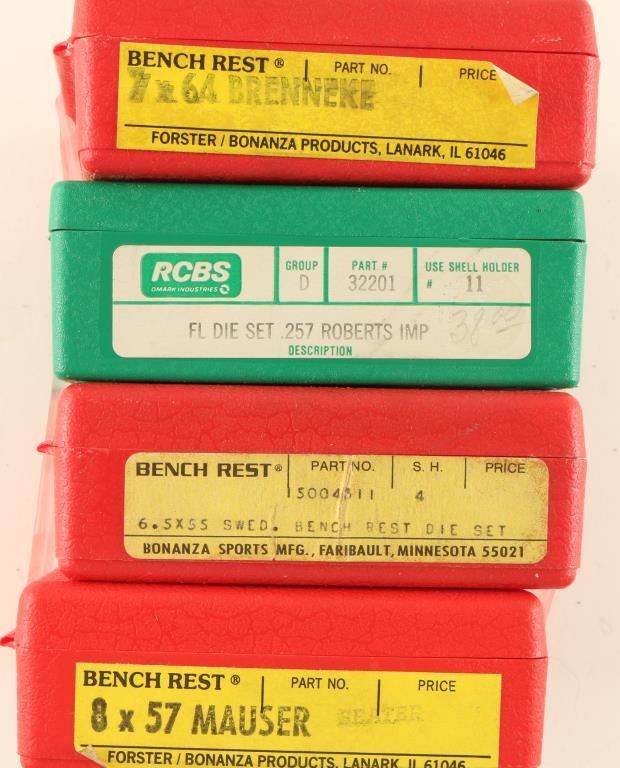 BENCH REST® PART NO. PRICE
7 x 64 BRENNEKE
FORSTER / BONANZA PRODUCTS, LANARK, IL 61046
RCBS
OMARK INDUSTRIES
GROUP PART # USE SHELL HOLDER
D 32201 # 11
FL DIE SET .257 ROBERTS IMP 38.00
DESCRIPTION
BENCH REST® PART NO. S. H. PRICE
5004311 4
6.5X55 SWED. BENCH REST DIE SET
BONANZA SPORTS MFG., FARIBAULT, MINNESOTA 55021
BENCH REST® PART NO. PRICE
8 x 57 MAUSER SEATER
FORSTER / BONANZA PRODUCTS, LANARK, IL 61046